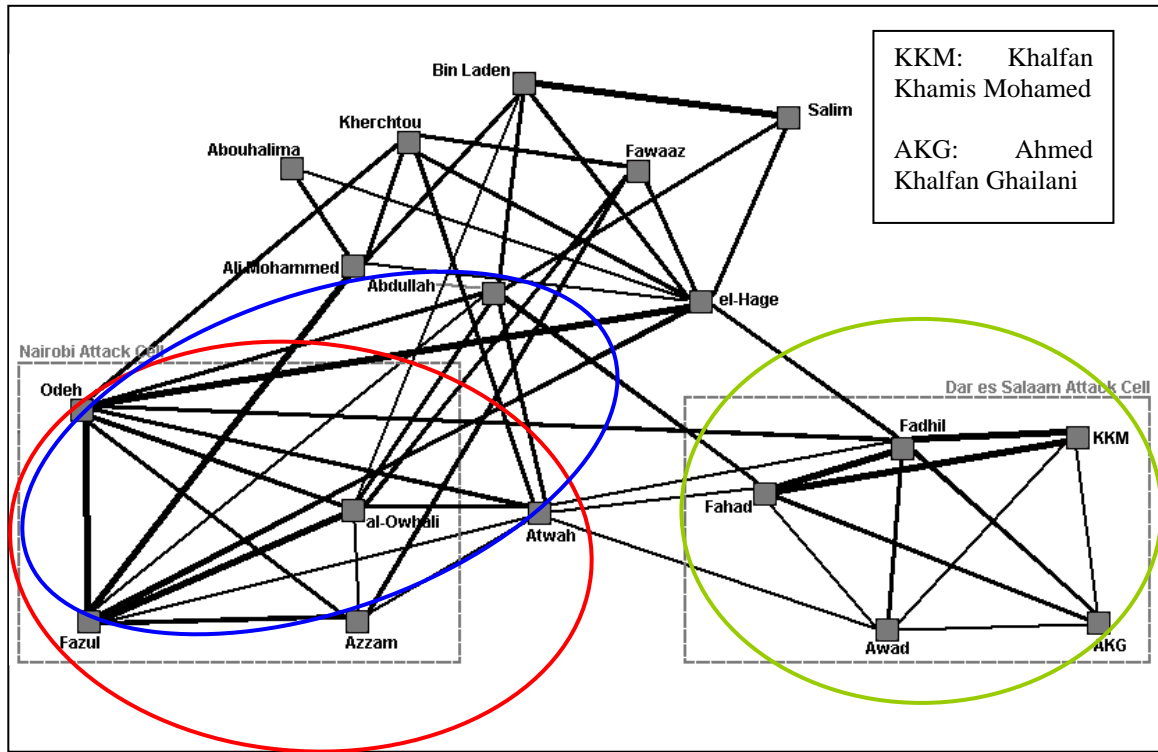 KKM: Khalfan
Khamis Mohamed
AKG: Ahmed
Khalfan Ghailani
Bin Laden
Salim
Kherchtou
Abouhalima
Fawaaz
Ali Mohammed
Abdullah
el-Hage
Nairobi Attack Cell
Odeh
Dar es Salaam Attack Cell
Fadhil
KKM
Fahad
al-Owhali
Atwah
Fazul
Azzam
Awad
AKG